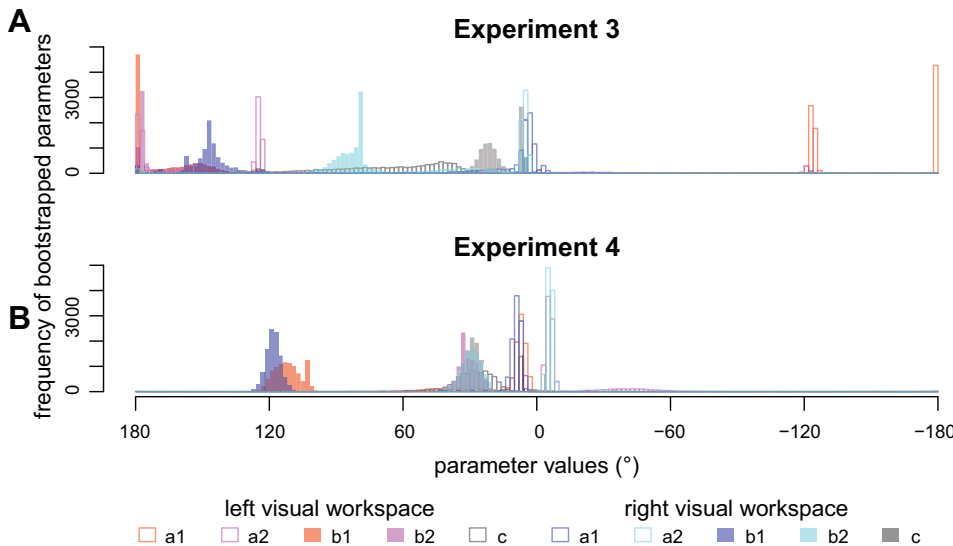 A
Experiment 3
frequency of bootstrapped parameters
3000
0
Experiment 4
B
3000
0
180 120 60 0 −60 −120 −180
parameter values (°)
left visual workspace right visual workspace
a1 a2 b1 b2 c a1 a2 b1 b2 c